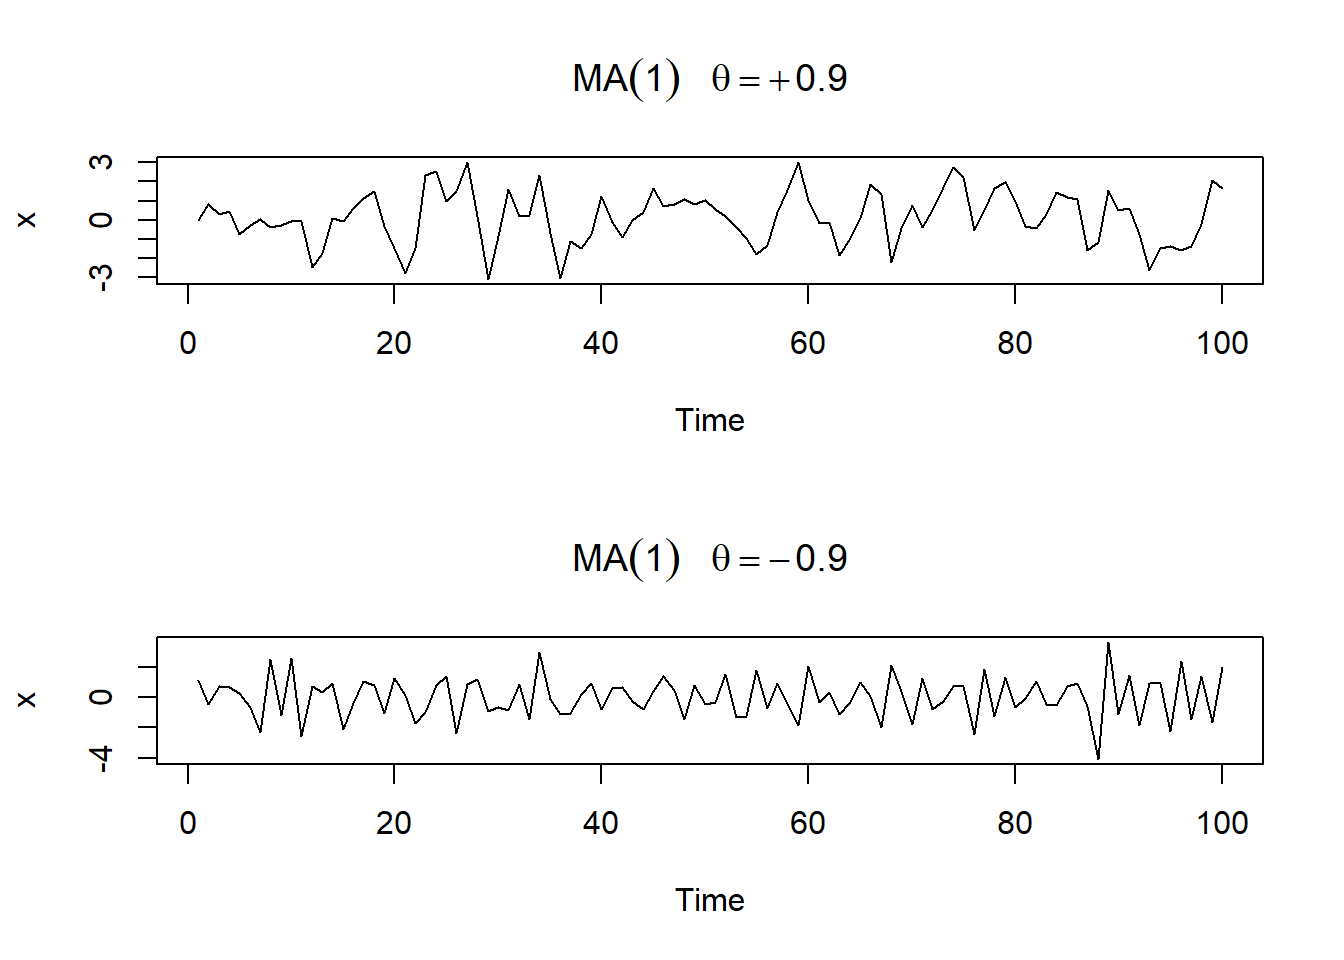 MA(1) θ = +0.9
x
3
0
-3
0 20 40 60 80 100
Time
MA(1) θ = −0.9
x
0
-4
0 20 40 60 80 100
Time